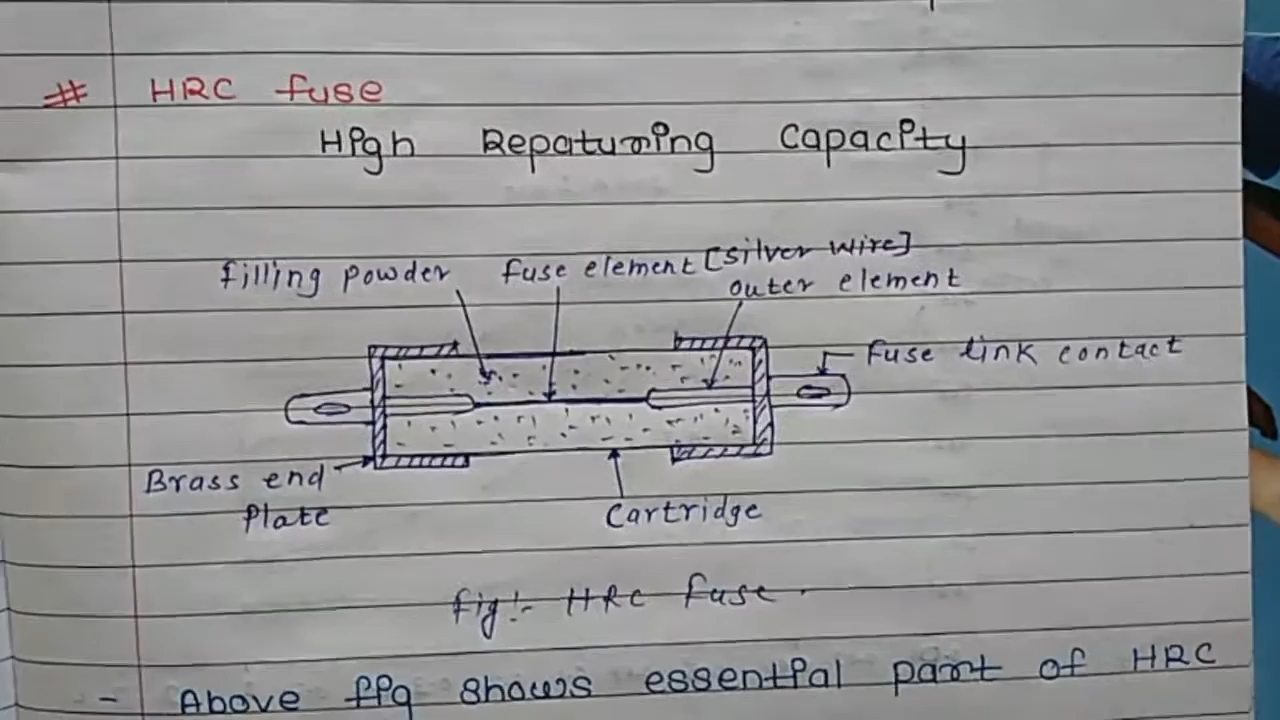 # HRC fuse
High Repaturing Capacity
filling powder fuse element [silver wire]
outer element
Fuse link contact
Brass end
Plate
Cartridge
fig:- HRC Fuse.
- Above fig shows essential part of HRC